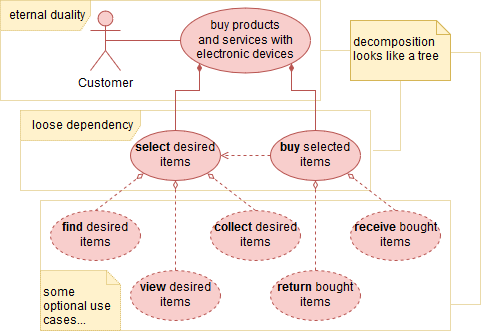 eternal duality
buy products
and services with
electronic devices
decomposition
looks like a tree
Customer
loose dependency
select desired
items
buy selected
items
find desired
items
collect desired
items
receive bought
items
view desired
items
return bought
items
some
optional use
cases...